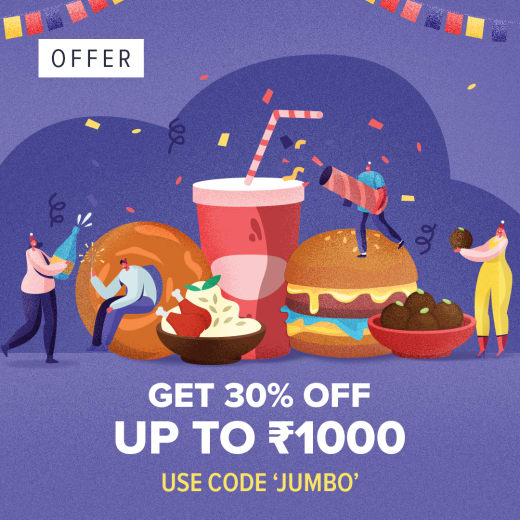 OFFER
GET 30% OFF
UP TO ₹1000
USE CODE ‘JUMBO’